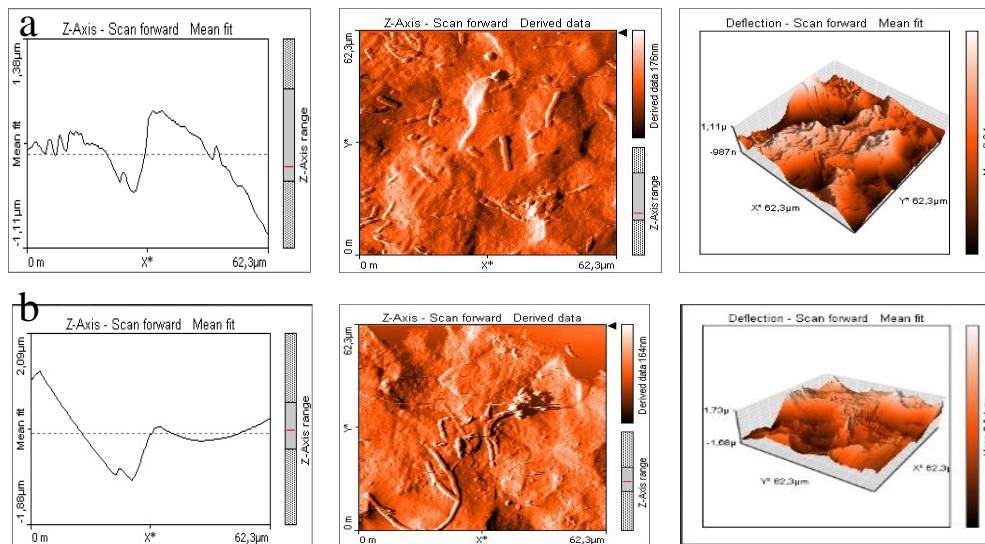 a
Z-Axis - Scan forward Mean fit
1,38µm
Mean fit
-1,11µm
0 m
X*
62,3µm
Z-Axis range
Z-Axis - Scan forward Derived data
62,3µm
Y*
0 m
0 m
X*
62,3µm
Derived data 176nm
Z-Axis range
Deflection - Scan forward Mean fit
1,11µ
-987n
X* 62,3µm
Y* 62,3µm
b
Z-Axis - Scan forward Mean fit
2,09µm
Mean fit
-1,88µm
0 m
X*
62,3µm
Z-Axis range
Z-Axis - Scan forward Derived data
62,3µm
Y*
0 m
0 m
X*
62,3µm
Derived data 164nm
Z-Axis range
Deflection - Scan forward Mean fit
1,73µ
-1,68µ
Y* 62,3µm
X* 62,3µ